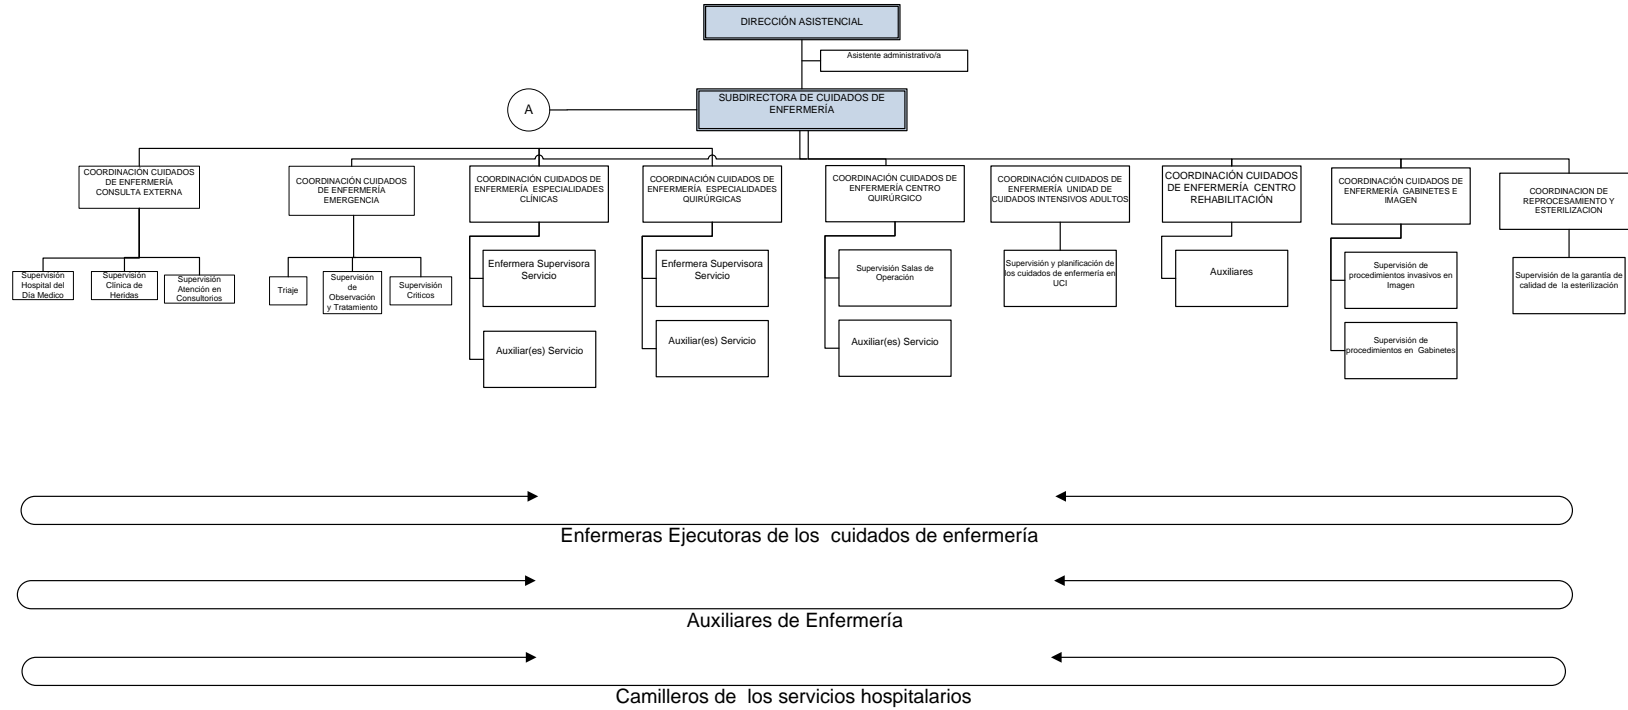 DIRECCIÓN ASISTENCIAL
Asistente administrativo/a
SUBDIRECTORA DE CUIDADOS DE
ENFERMERÍA
A
COORDINACIÓN CUIDADOS
DE ENFERMERÍA
CONSULTA EXTERNA
COORDINACIÓN CUIDADOS
DE ENFERMERÍA
EMERGENCIA
COORDINACIÓN CUIDADOS DE
ENFERMERÍA ESPECIALIDADES
CLÍNICAS
COORDINACIÓN CUIDADOS DE
ENFERMERÍA ESPECIALIDADES
QUIRÚRGICAS
COORDINACIÓN CUIDADOS DE
ENFERMERÍA CENTRO
QUIRÚRGICO
COORDINACIÓN CUIDADOS DE
ENFERMERÍA UNIDAD DE
CUIDADOS INTENSIVOS ADULTOS
COORDINACIÓN CUIDADOS
DE ENFERMERÍA CENTRO
REHABILITACIÓN
COORDINACIÓN CUIDADOS DE
ENFERMERÍA GABINETES E
IMAGEN
COORDINACION DE
REPROCESAMIENTO Y
ESTERILIZACION
Supervisión
Hospital del
Día Medico
Supervisión
Clínica de
Heridas
Supervisión
Atención en
Consultorios
Triaje
Supervisión
de
Observación
y Tratamiento
Supervisión
Criticos
Enfermera Supervisora
Servicio
Auxiliar(es) Servicio
Enfermera Supervisora
Servicio
Auxiliar(es) Servicio
Supervisión Salas de
Operación
Auxiliar(es) Servicio
Supervisión y planificación de
los cuidados de enfermería en
UCI
Auxiliares
Supervisión de
procedimientos invasivos en
Imagen
Supervisión de
procedimientos en Gabinetes
Supervisión de la garantía de
calidad de la esterilización
Enfermeras Ejecutoras de los cuidados de enfermería
Auxiliares de Enfermería
Camilleros de los servicios hospitalarios